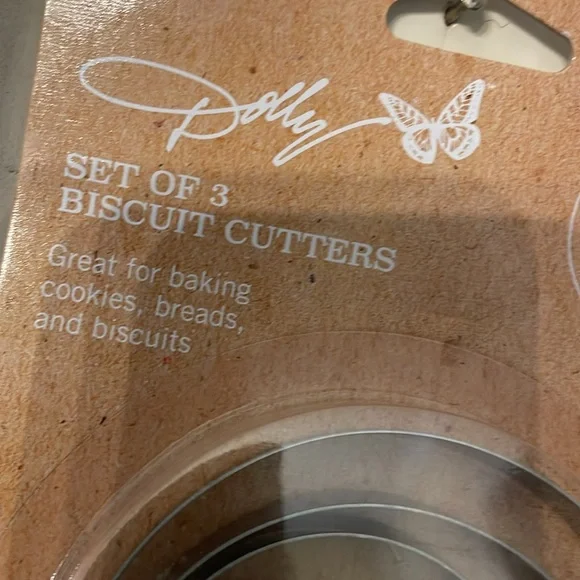 Dolly
SET OF 3
BISCUIT CUTTERS
Great for baking
cookies, breads,
and biscuits